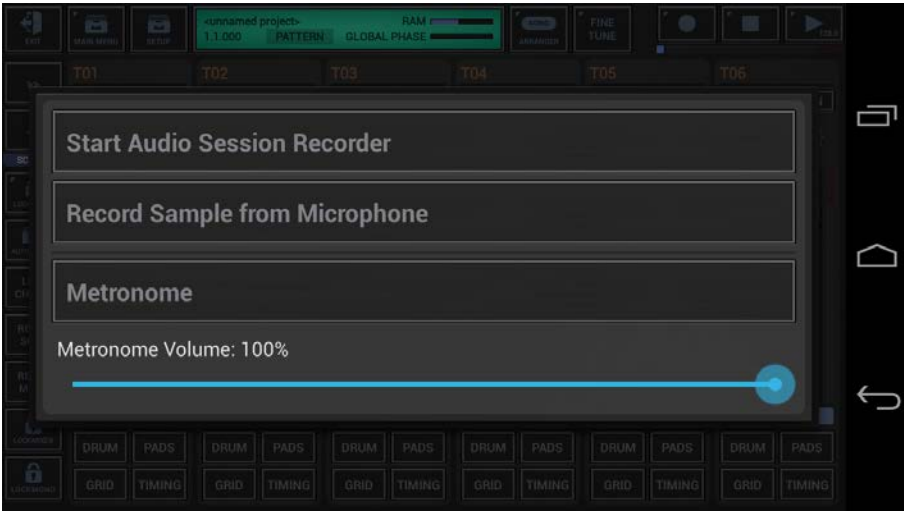 <unnamed project> RAM
1.1.000 PATTERN GLOBAL PHASE
EXIT
MAIN MENU
SETUP
SONG
ARRANGER
FINE
TUNE
T01 T02 T03 T04 T05 T06
>>
Start Audio Session Recorder
Record Sample from Microphone
Metronome
Metronome Volume: 100%
DRUM PADS DRUM PADS DRUM PADS DRUM PADS DRUM PADS DRUM PADS
GRID TIMING GRID TIMING GRID TIMING GRID TIMING GRID TIMING GRID TIMING